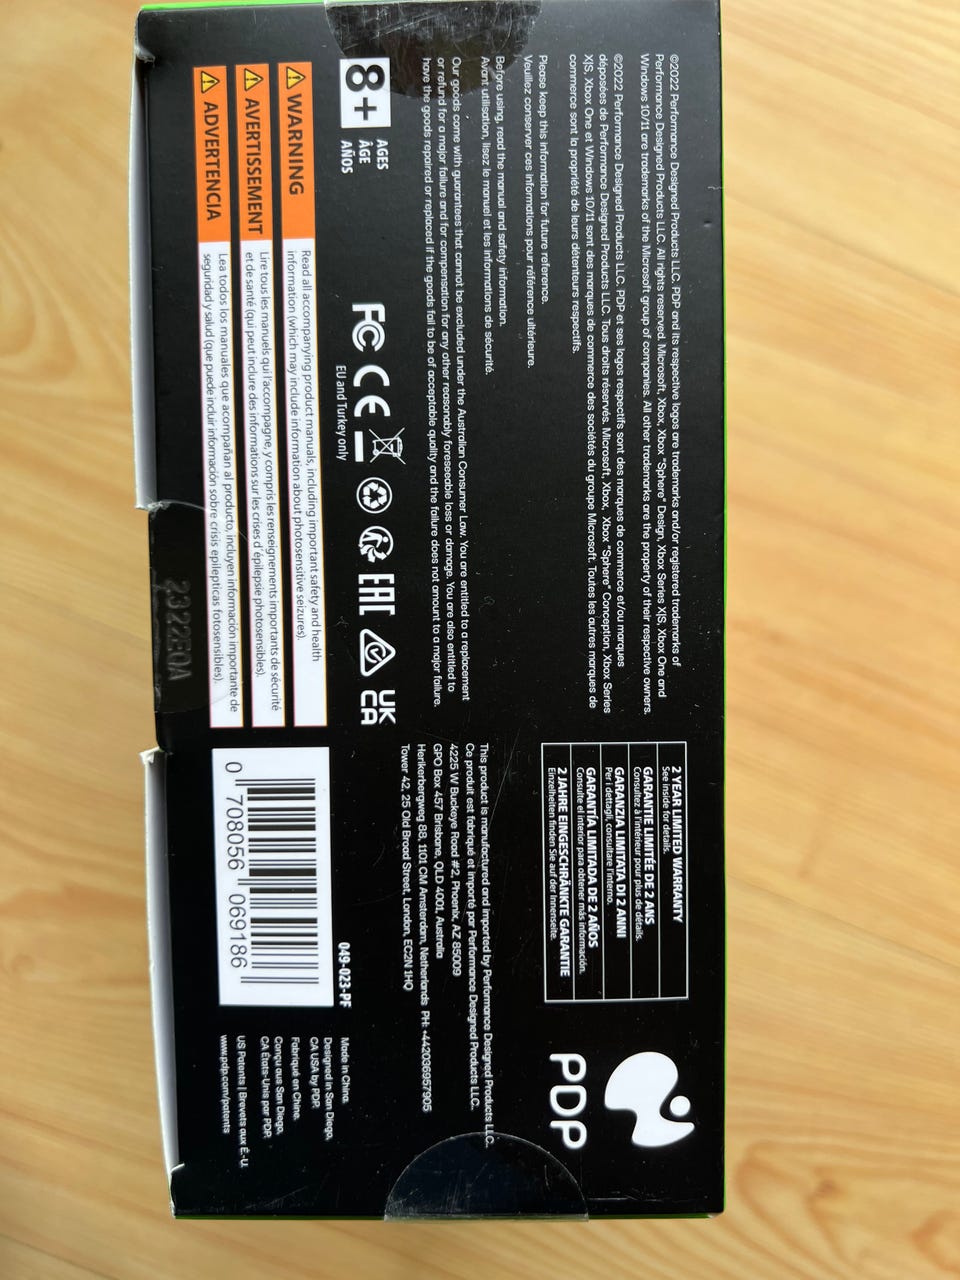 ©2022 Performance Designed Products LLC. PDP and its respective logos are trademarks and/or registered trademarks of
Performance Designed Products LLC. All rights reserved. Microsoft, Xbox, Xbox "Sphere" Design, Xbox Series X|S, Xbox One and
Windows 10/11 are trademarks of the Microsoft group of companies. All other trademarks are the property of their respective owners.
©2022 Performance Designed Products LLC. PDP et ses logos respectifs sont des marques de commerce et/ou marques
déposées de Performance Designed Products LLC. Tous droits réservés. Microsoft, Xbox, Xbox "Sphere" Conception, Xbox Series
X|S, Xbox One et Windows 10/11 sont des marques de commerce des sociétés du groupe Microsoft. Toutes les autres marques de
commerce sont la propriété de leurs détenteurs respectifs.
Please keep this information for future reference.
Veuillez conserver ces informations pour référence ultérieure.
Before using, read the manual and safety information.
Avant utilisation, lisez le manuel et les informations de sécurité.
Our goods come with guarantees that cannot be excluded under the Australian Consumer Law. You are entitled to a replacement
or refund for a major failure and for compensation for any other reasonably foreseeable loss or damage. You are also entitled to
have the goods repaired or replaced if the goods fail to be of acceptable quality and the failure does not amount to a major failure.
8+
AGES
ÂGE
AÑOS
FC CE
EU and Turkey only
EAC
UK
CA
WARNING
Read all accompanying product manuals, including important safety and health
information (which may include information about photosensitive seizures).
AVERTISSEMENT
Lire tous les manuels qui l'accompagne, y compris les renseignements importants de sécurité
et de santé (qui peut inclure des informations sur les crises d'épilepsie photosensibles).
ADVERTENCIA
Lea todos los manuales que acompañan al producto, incluyen información importante de
seguridad y salud (que puede incluir información sobre crisis epilepticas fotosensibles).
2322EQA
2 YEAR LIMITED WARRANTY
See inside for details.
GARANTIE LIMITÉE DE 2 ANS
Consultez à l'intérieur pour plus de détails.
GARANZIA LIMITATA DI 2 ANNI
Per i dettagli, consultare l'interno.
GARANTÍA LIMITADA DE 2 AÑOS
Consulte el interior para obtener más información.
2 JAHRE EINGESCHRÄNKTE GARANTIE
Einzelheiten finden Sie auf der Innenseite.
PDP
This product is manufactured and imported by Performance Designed Products LLC.
Ce produit est fabriqué et importé par Performance Designed Products LLC.
4225 W Buckeye Road #2, Phoenix, AZ 85009
GPO Box 457 Brisbane, QLD 4001, Australia
Herikerbergweg 88, 1101 CM Amsterdam, Netherlands PH: +442036957905
Tower 42, 25 Old Broad Street, London, EC2N 1HQ
049-023-PF
0 708056 069186
Made in China.
Designed in San Diego,
CA USA by PDP.
Fabriqué en Chine.
Conçu aus San Diego,
CA États-Unis par PDP.
US Patents | Brevets aux É.-U.
www.pdp.com/patents